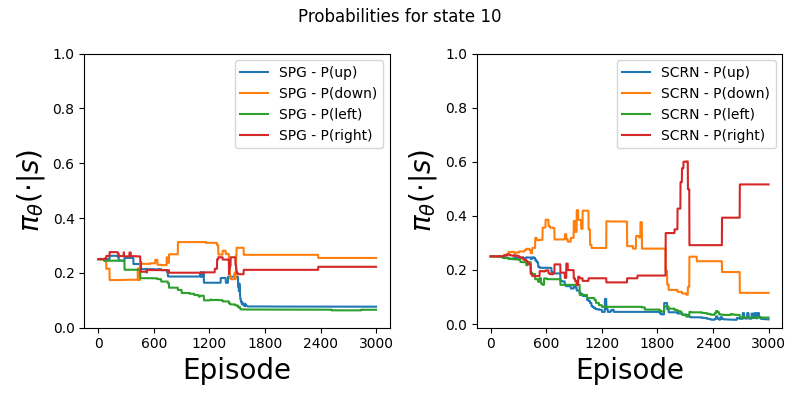 Probabilities for state 10
1.0
0.8
0.6
0.4
0.2
0.0
π_θ(·|s)
0 600 1200 1800 2400 3000
Episode
SPG - P(up)
SPG - P(down)
SPG - P(left)
SPG - P(right)
1.0
0.8
0.6
0.4
0.2
0.0
π_θ(·|s)
0 600 1200 1800 2400 3000
Episode
SCRN - P(up)
SCRN - P(down)
SCRN - P(left)
SCRN - P(right)